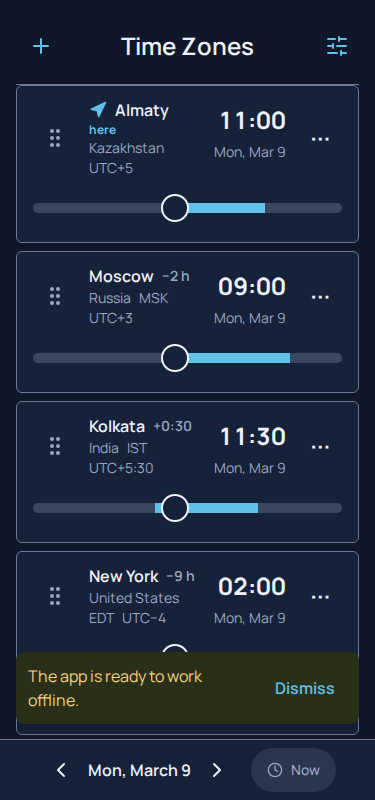 Time Zones
Almaty
here
Kazakhstan
UTC+5
11:00
Mon, Mar 9
Moscow −2 h
Russia MSK
UTC+3
09:00
Mon, Mar 9
Kolkata +0:30
India IST
UTC+5:30
11:30
Mon, Mar 9
New York −9 h
United States
EDT UTC−4
02:00
Mon, Mar 9
The app is ready to work
offline.
Dismiss
Mon, March 9
Now